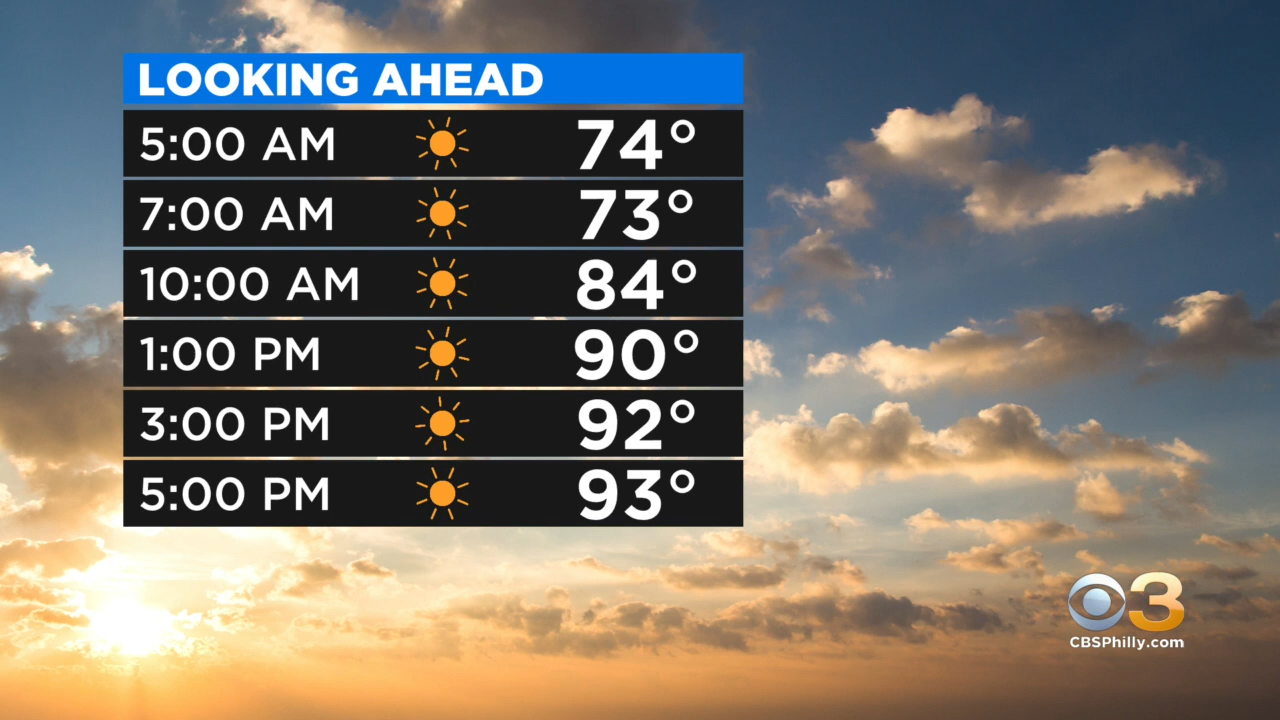 LOOKING AHEAD
5:00 AM 74°
7:00 AM 73°
10:00 AM 84°
1:00 PM 90°
3:00 PM 92°
5:00 PM 93°
3
CBSPhilly.com